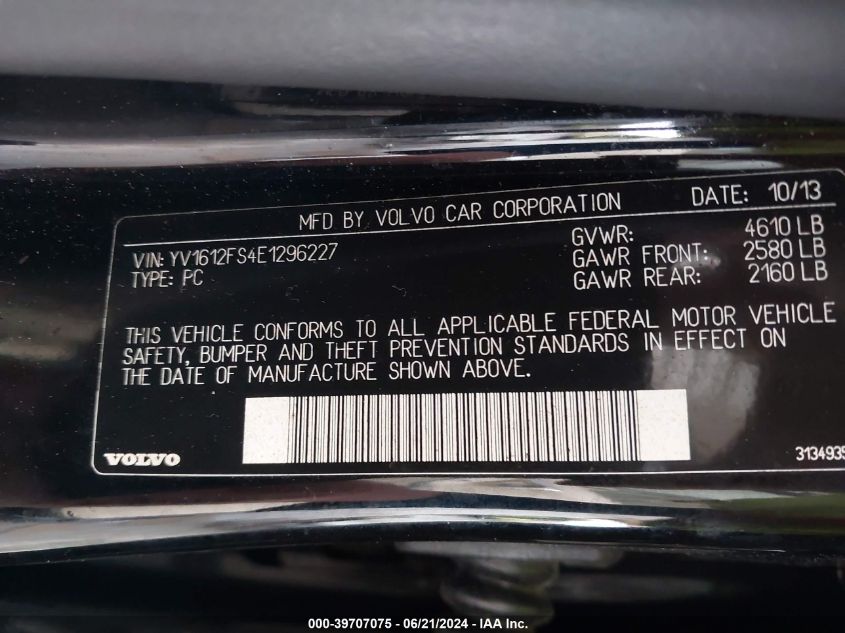 MFD BY VOLVO CAR CORPORATION DATE: 10/13
VIN: YV1612FS4E1296227
TYPE: PC
GVWR: 4610 LB
GAWR FRONT: 2580 LB
GAWR REAR: 2160 LB
THIS VEHICLE CONFORMS TO ALL APPLICABLE FEDERAL MOTOR VEHICLE
SAFETY, BUMPER AND THEFT PREVENTION STANDARDS IN EFFECT ON
THE DATE OF MANUFACTURE SHOWN ABOVE.
VOLVO
3134935
000-39707075 - 06/21/2024 - IAA Inc.